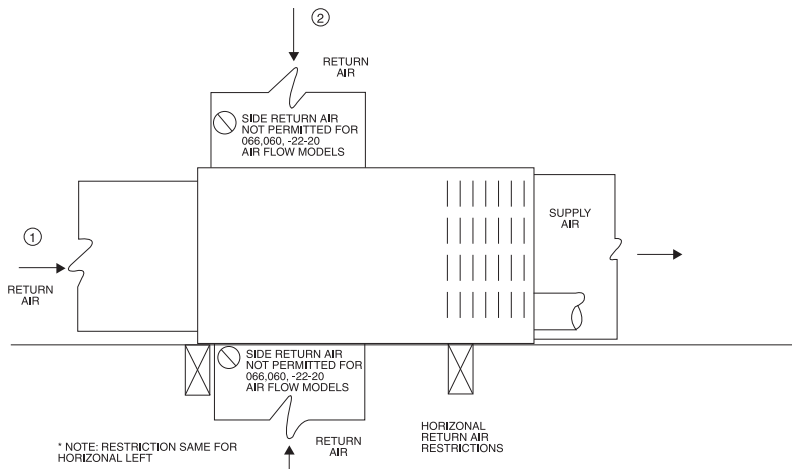 2
RETURN
AIR
SIDE RETURN AIR
NOT PERMITTED FOR
066,060, -22-20
AIR FLOW MODELS
1
RETURN
AIR
SUPPLY
AIR
SIDE RETURN AIR
NOT PERMITTED FOR
066,060, -22-20
AIR FLOW MODELS
RETURN
AIR
HORIZONAL
RETURN AIR
RESTRICTIONS
* NOTE: RESTRICTION SAME FOR
HORIZONAL LEFT